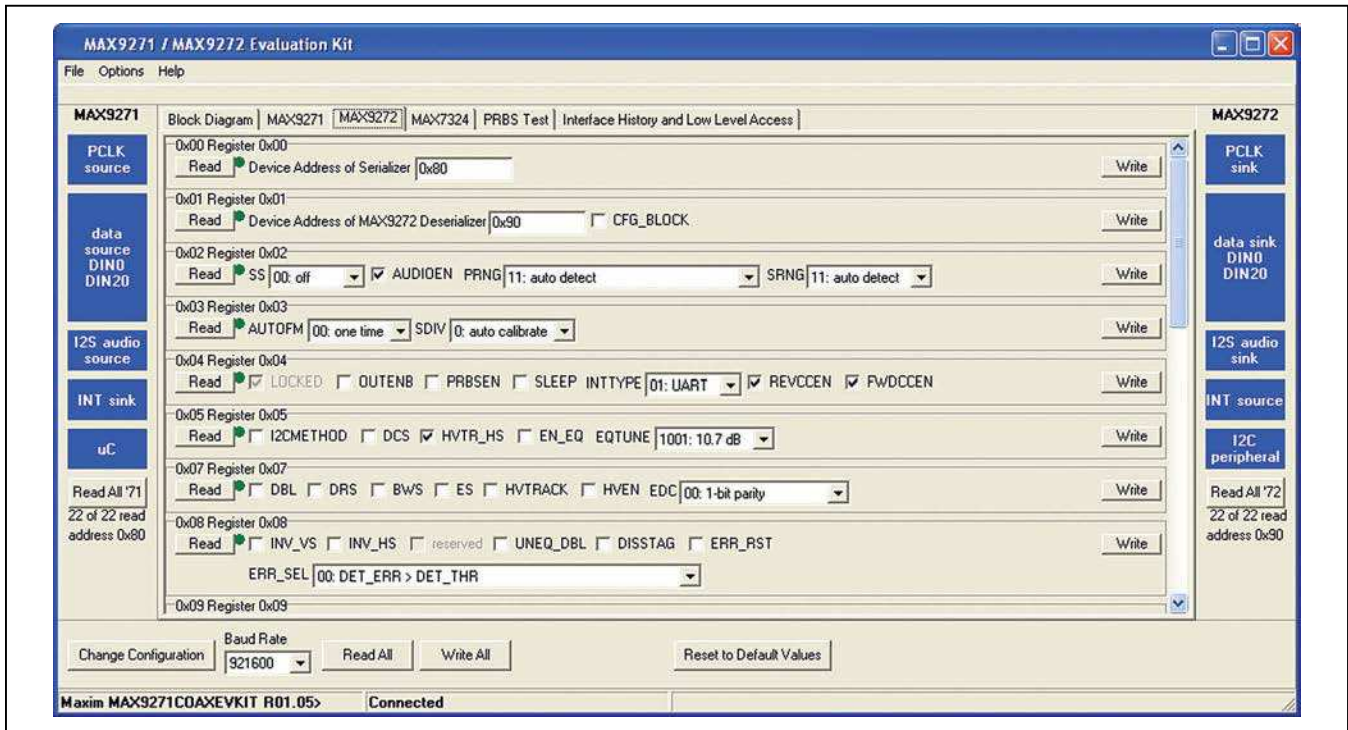 MAX9271 / MAX9272 Evaluation Kit
File Options Help
MAX9271
PCLK
source
data
source
DIN0
DIN20
I2S audio
source
INT sink
uC
Read All '71
22 of 22 read
address 0x80
Block Diagram MAX9271 MAX9272 MAX7324 PRBS Test Interface History and Low Level Access
0x00 Register 0x00
Read Device Address of Serializer 0x80 Write
0x01 Register 0x01
Read Device Address of MAX9272 Deserializer 0x90 CFG_BLOCK Write
0x02 Register 0x02
Read SS 00: off AUDIOEN PRNG 11: auto detect SRNG 11: auto detect Write
0x03 Register 0x03
Read AUTOFM 00: one time SDIV 0: auto calibrate Write
0x04 Register 0x04
Read LOCKED OUTENB PRBSEN SLEEP INTTYPE 01: UART REVCCEN FWDCCEN Write
0x05 Register 0x05
Read I2CMETHOD DCS HVTR_HS EN_EQ EQTUNE 1001: 10.7 dB Write
0x07 Register 0x07
Read DBL DRS BWS ES HVTRACK HVEN EDC 00: 1-bit parity Write
0x08 Register 0x08
Read INV_VS INV_HS reserved UNEQ_DBL DISSTAG ERR_RST Write
ERR_SEL 00: DET_ERR > DET_THR
0x09 Register 0x09
MAX9272
PCLK
sink
data sink
DIN0
DIN20
I2S audio
sink
INT source
I2C
peripheral
Read All '72
22 of 22 read
address 0x90
Change Configuration
Baud Rate
921600
Read All Write All Reset to Default Values
Maxim MAX9271COAXEVKIT R01.05> Connected